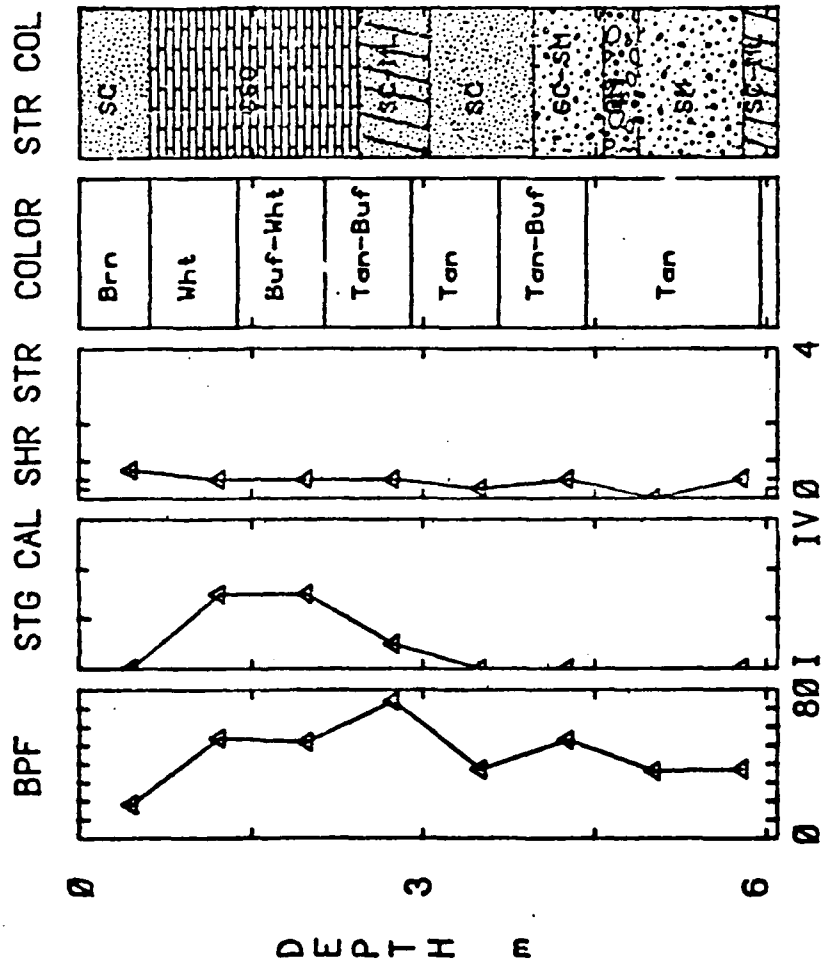 BPF
STG CAL
SHR STR
COLOR
STR COL
Ø
3
6
DEPTH m
Ø
80
I
IV
Ø
4
Brn
Wht
Buf-Wht
Tan-Buf
Tan
Tan-Buf
Tan
SC
SC
GC-SM
SM